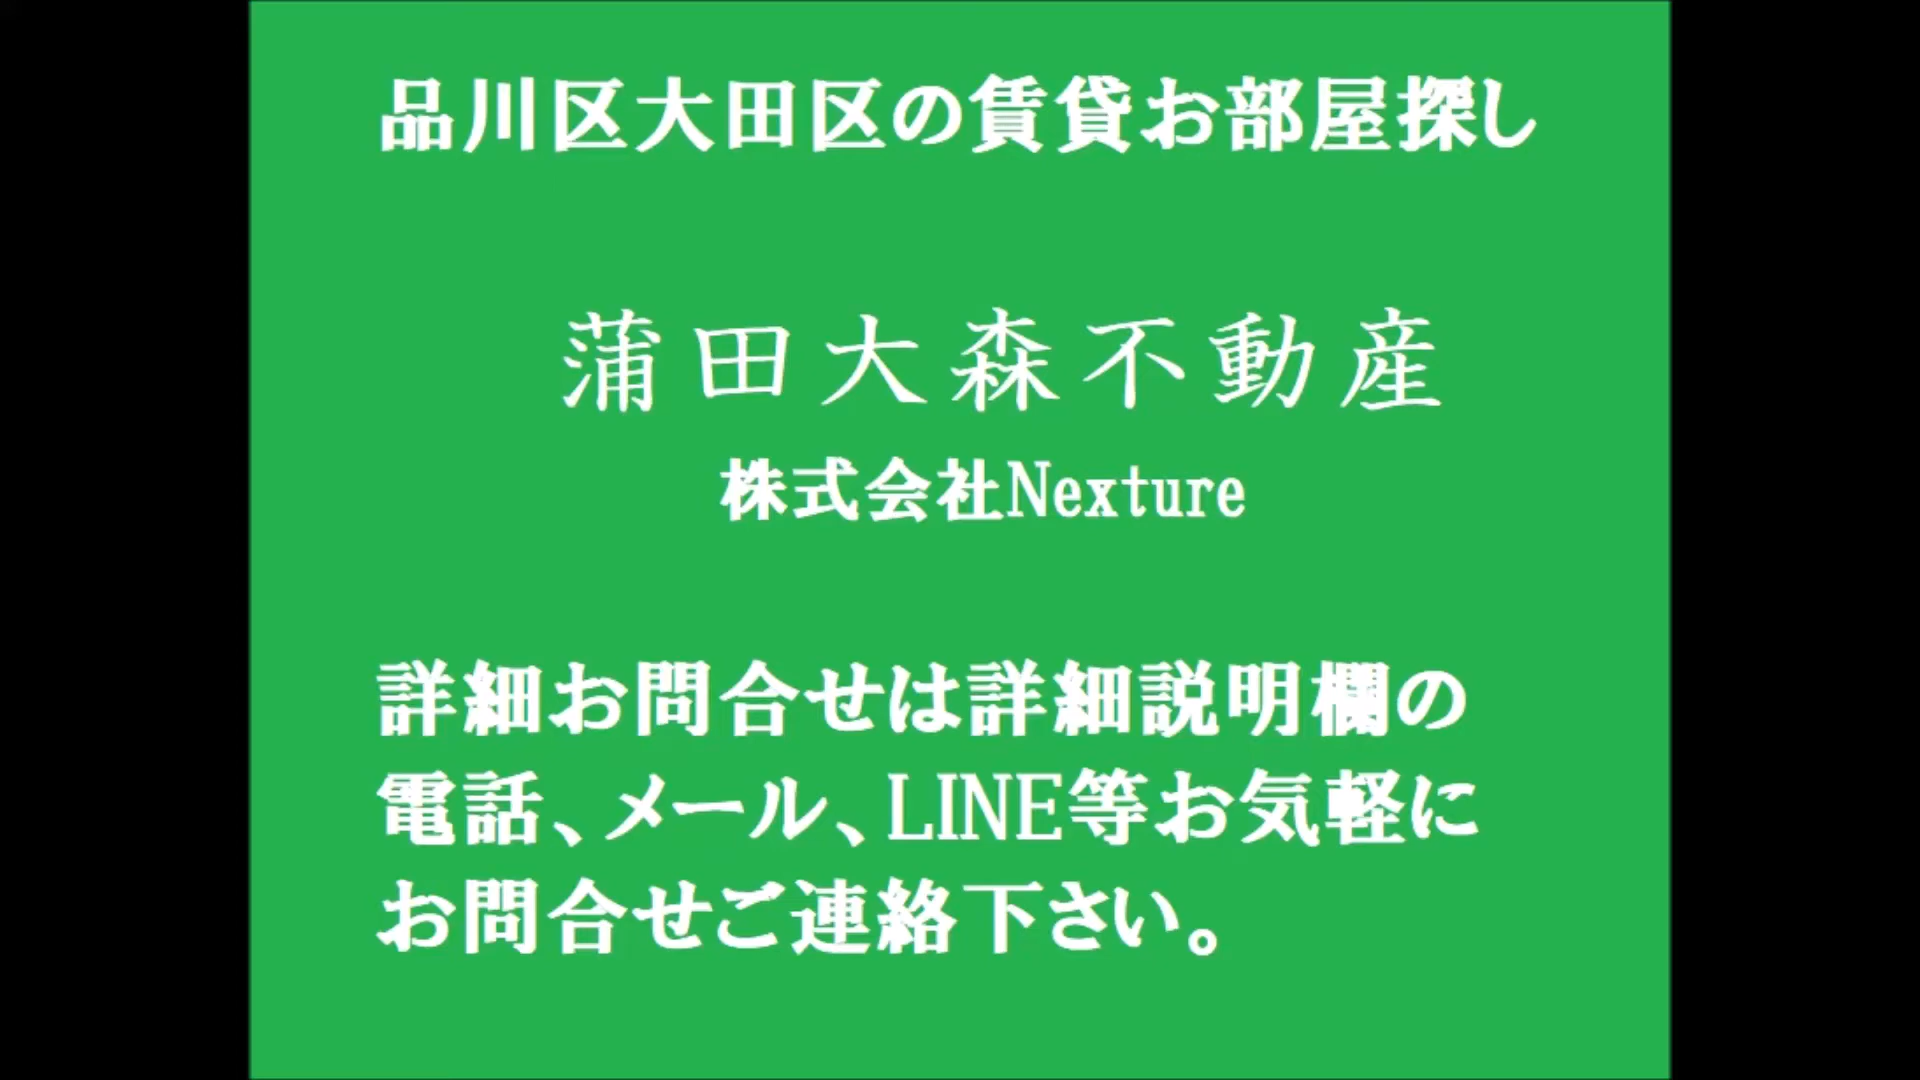 品川区大田区の賃貸お部屋探し
蒲田大森不動産
株式会社Nexture
詳細お問合せは詳細説明欄の
電話、メール、LINE等お気軽に
お問合せご連絡下さい。